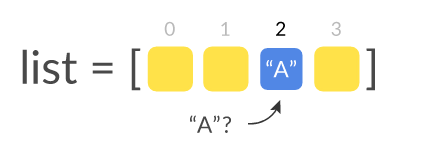 0 1 2 3
list = [ “A” ]
“A”?